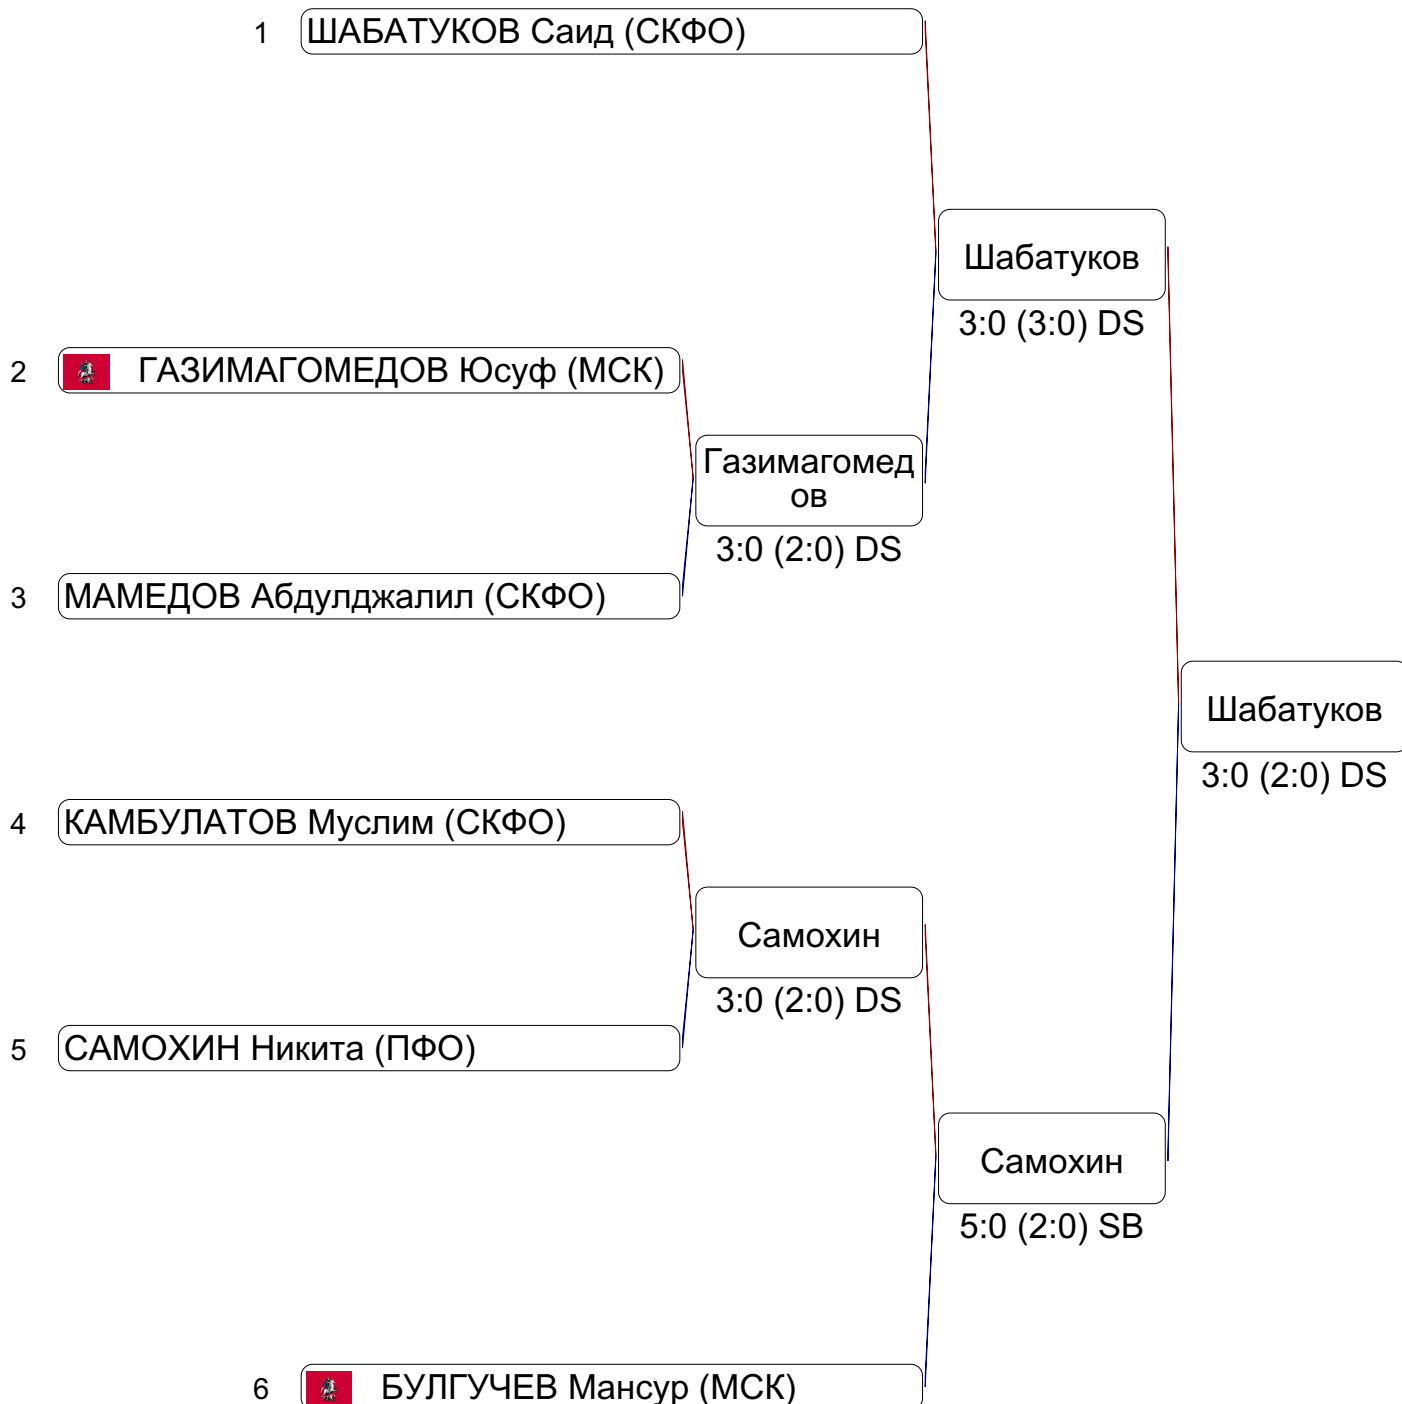 1 ШАБАТУКОВ Саид (СКФО)
Шабатуков
3:0 (3:0) DS
2 ГАЗИМАГОМЕДОВ Юсуф (МСК)
Газимагомед
ов
3:0 (2:0) DS
3 МАМЕДОВ Абдулджалил (СКФО)
Шабатуков
3:0 (2:0) DS
4 КАМБУЛАТОВ Муслим (СКФО)
Самохин
3:0 (2:0) DS
5 САМОХИН Никита (ПФО)
Самохин
5:0 (2:0) SB
6 БУЛГУЧЕВ Мансур (МСК)